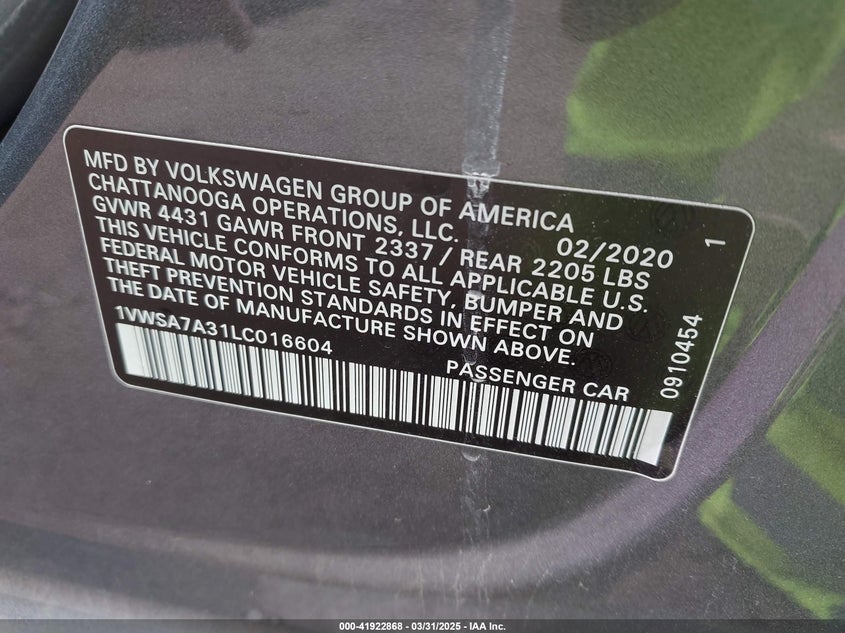 MFD BY VOLKSWAGEN GROUP OF AMERICA
CHATTANOOGA OPERATIONS, LLC. 02/2020 1
GVWR 4431 GAWR FRONT 2337 / REAR 2205 LBS
THIS VEHICLE CONFORMS TO ALL APPLICABLE U.S.
FEDERAL MOTOR VEHICLE SAFETY, BUMPER AND
THEFT PREVENTION STANDARDS IN EFFECT ON
THE DATE OF MANUFACTURE SHOWN ABOVE.
1VWSA7A31LC016604
PASSENGER CAR
0910454
000-41922868 - 03/31/2025 - IAA Inc.